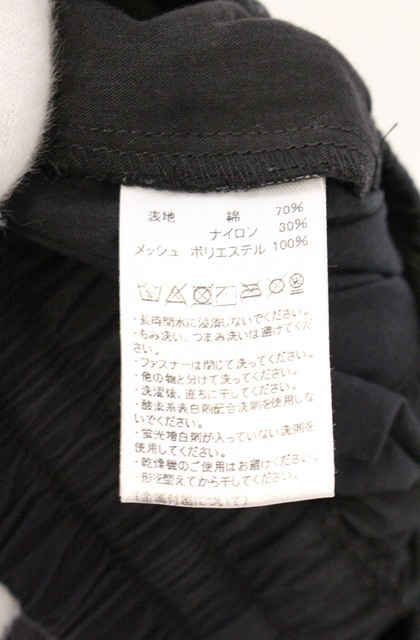 表地 綿 70%
ナイロン 30%
メッシュ ポリエステル 100%
・長時間水に浸漬しないでください。
・もみ洗い、つまみ洗いは避けてくだ
さい。
・ファスナーは閉じて洗ってください。
・他の物と分けて洗ってください。
・洗濯後、直ちに干してください。
・酸素系漂白剤配合洗剤を使用しな
いでください。
・蛍光増白剤が入っていない洗剤を
使用してください。
・乾燥機のご使用はお避けください。
・形を整えてから干してください。
(金属付属について)